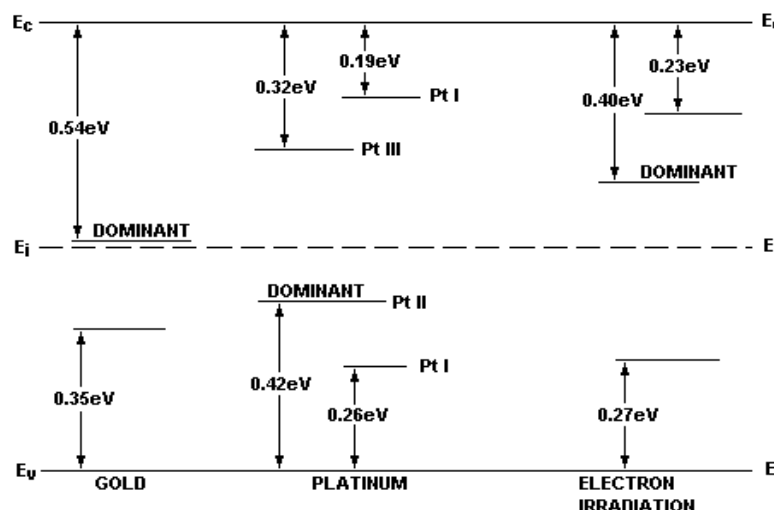 Ec
E
0.19eV
0.23eV
0.32eV
Pt I
0.40eV
0.54eV
Pt III
DOMINANT
DOMINANT
Ei
E
DOMINANT
Pt II
Pt I
0.35eV
0.42eV
0.26eV
0.27eV
Ev
E
GOLD
PLATINUM
ELECTRON
IRRADIATION